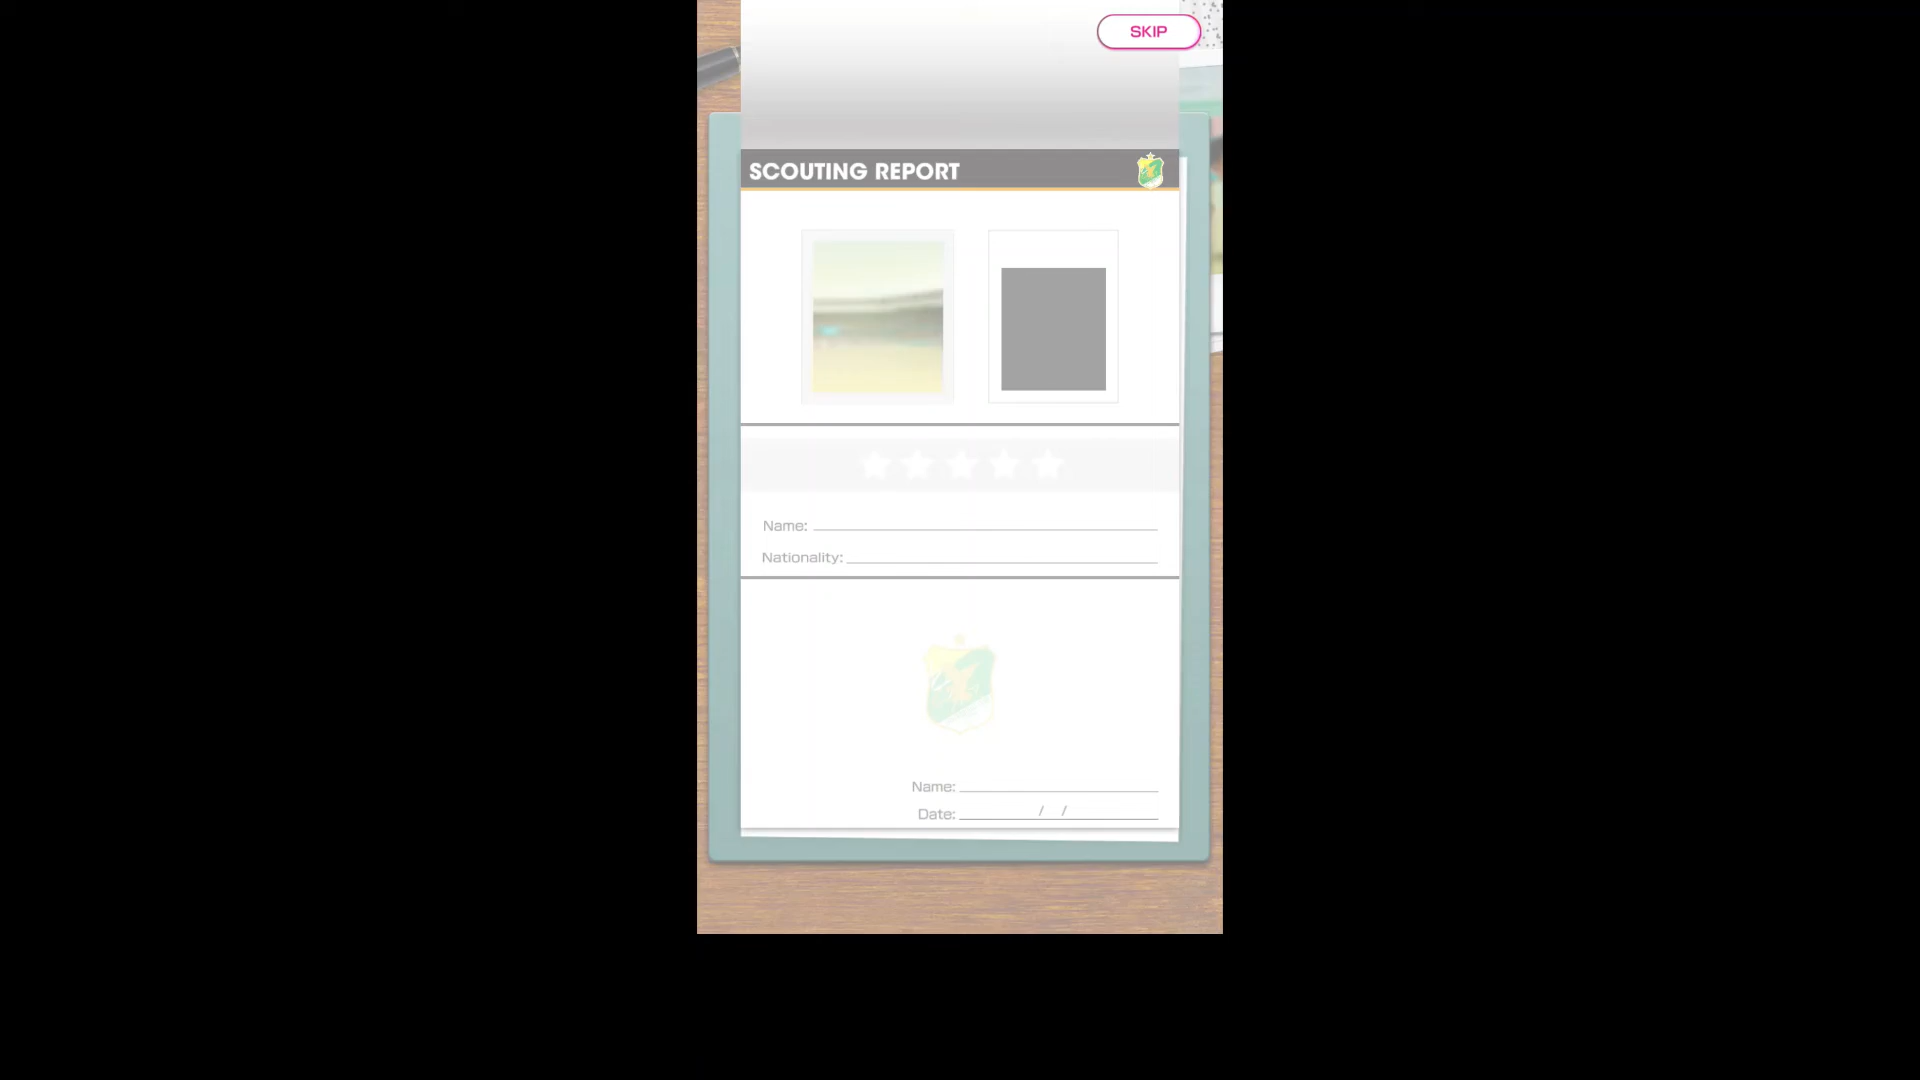 SKIP
SCOUTING REPORT
Name:
Nationality:
Name:
Date: / /